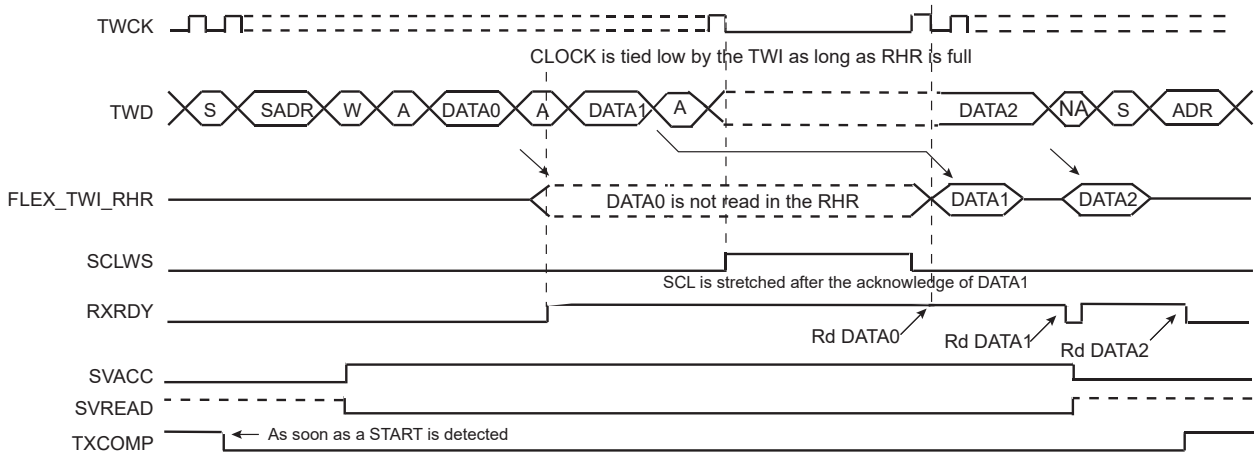 TWCK
CLOCK is tied low by the TWI as long as RHR is full
TWD S SADR W A DATA0 A DATA1 A DATA2 NA S ADR
FLEX_TWI_RHR DATA0 is not read in the RHR DATA1 DATA2
SCLWS
SCL is stretched after the acknowledge of DATA1
RXRDY
Rd DATA0 Rd DATA1 Rd DATA2
SVACC
SVREAD
TXCOMP As soon as a START is detected